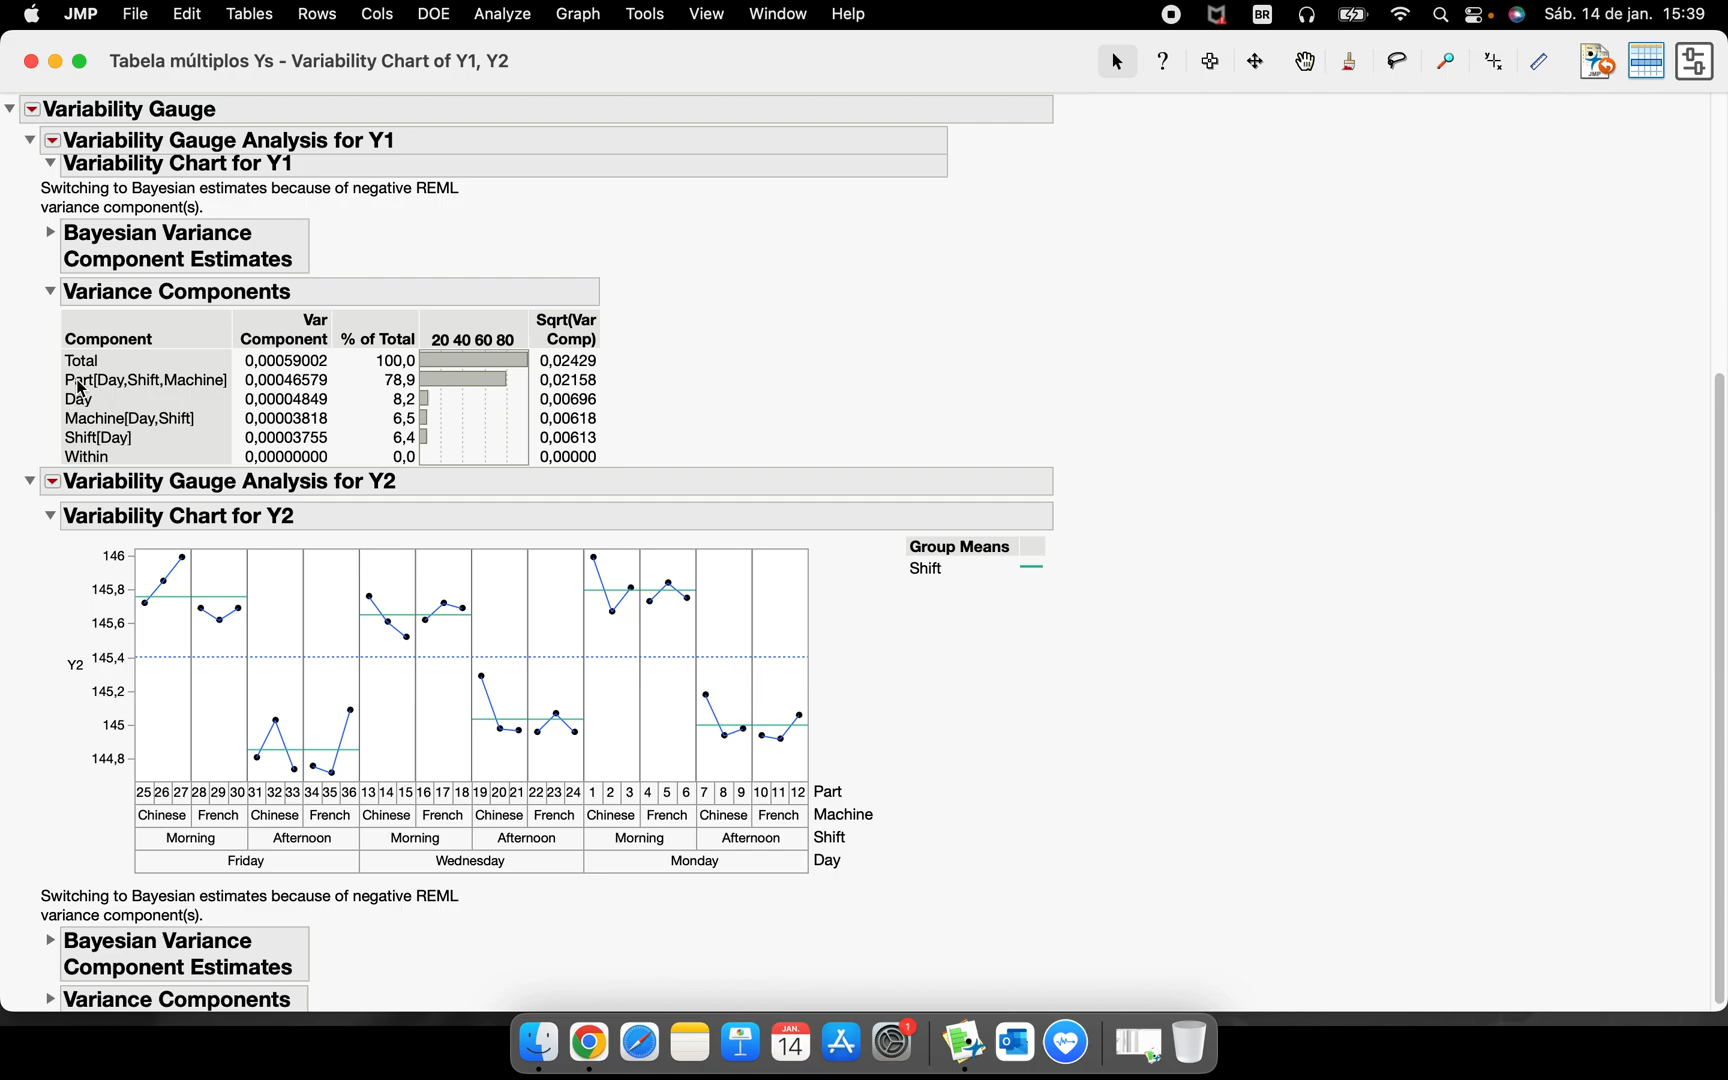 JMP File Edit Tables Rows Cols DOE Analyze Graph Tools View Window Help BR Sáb. 14 de jan. 15:39
Tabela múltiplos Ys - Variability Chart of Y1, Y2
Variability Gauge
Variability Gauge Analysis for Y1
Variability Chart for Y1
Switching to Bayesian estimates because of negative REML
variance component(s).
Bayesian Variance
Component Estimates
Variance Components
Var Sqrt(Var
Component Component % of Total 20 40 60 80 Comp)
Total 0,00059002 100,0 0,02429
Part[Day,Shift,Machine] 0,00046579 78,9 0,02158
Day 0,00004849 8,2 0,00696
Machine[Day,Shift] 0,00003818 6,5 0,00618
Shift[Day] 0,00003755 6,4 0,00613
Within 0,00000000 0,0 0,00000
Variability Gauge Analysis for Y2
Variability Chart for Y2
Group Means
Shift
146
145,8
145,6
145,4
Y2
145,2
145
144,8
25 26 27 28 29 30 31 32 33 34 35 36 13 14 15 16 17 18 19 20 21 22 23 24 1 2 3 4 5 6 7 8 9 10 11 12 Part
Chinese French Chinese French Chinese French Chinese French Chinese French Chinese French Machine
Morning Afternoon Morning Afternoon Morning Afternoon Shift
Friday Wednesday Monday Day
Switching to Bayesian estimates because of negative REML
variance component(s).
Bayesian Variance
Component Estimates
Variance Components
JAN.
14
1